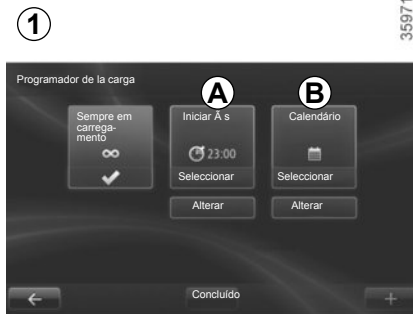 1
35971
Programador de la carga
A
B
Sempre em
carrega-
mento
∞
Iniciar À s
23:00
Seleccionar
Alterar
Calendário
Seleccionar
Alterar
Concluído
+